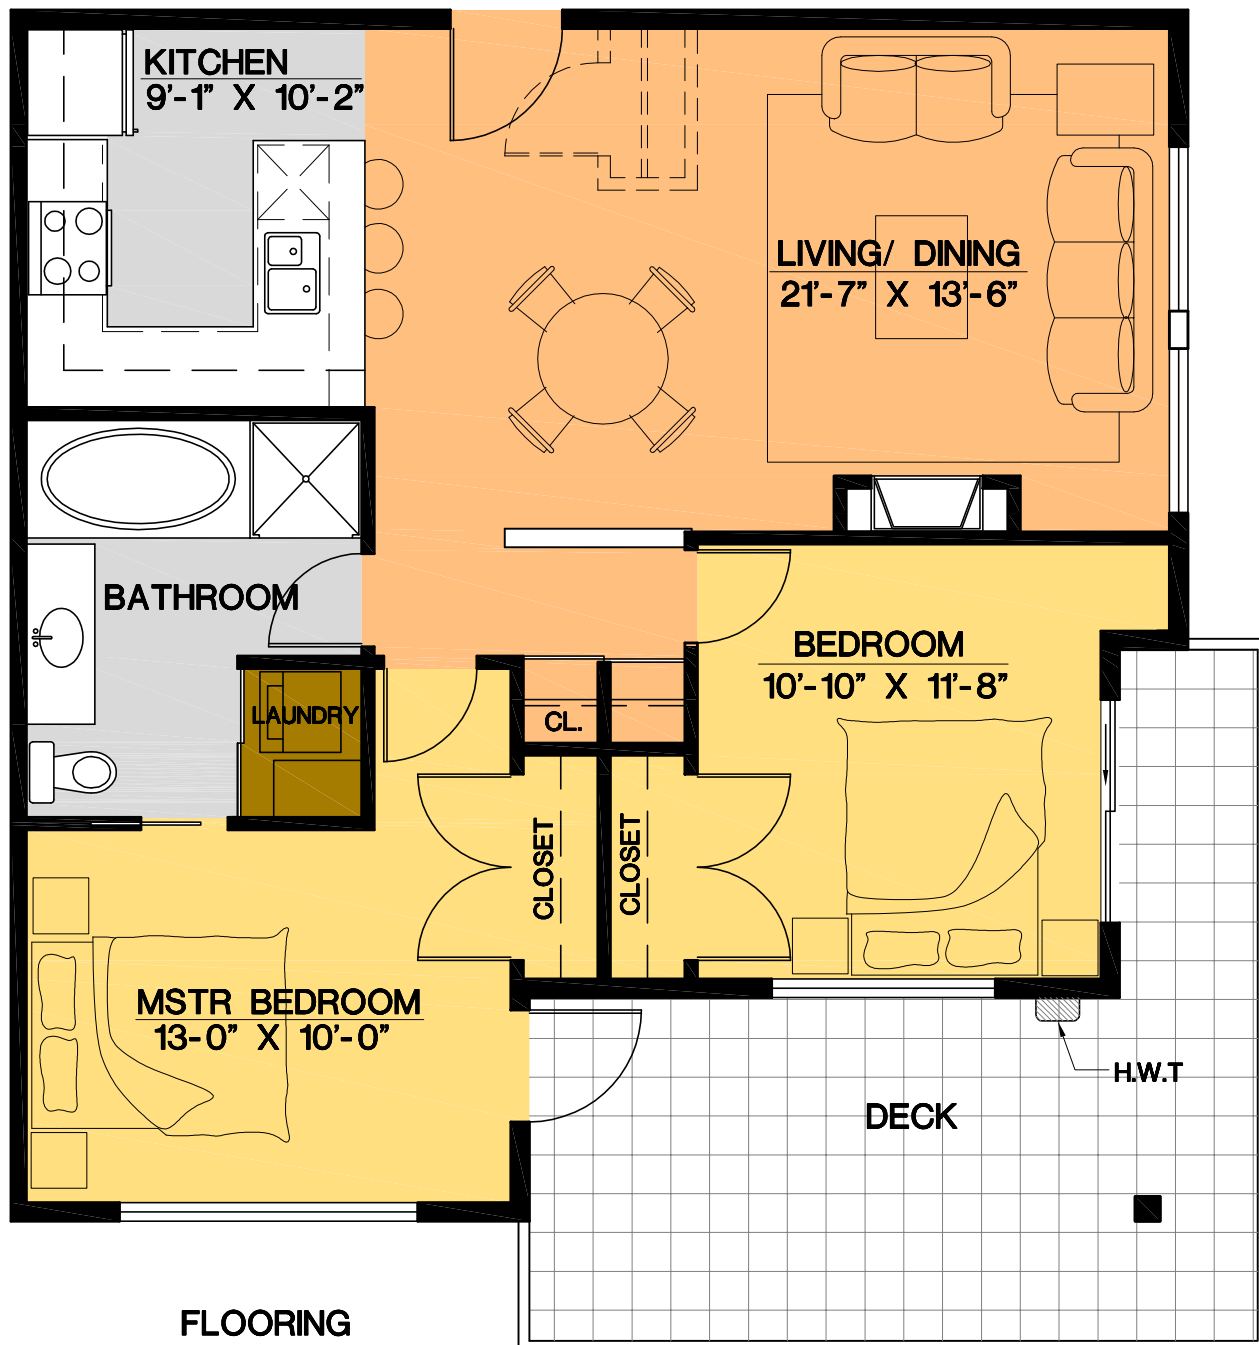 KITCHEN
9'-1" X 10'-2"
LIVING/ DINING
21'-7" X 13'-6"
BATHROOM
BEDROOM
10'-10" X 11'-8"
LAUNDRY
CL.
CLOSET
CLOSET
MSTR BEDROOM
13-0" X 10'-0"
H.W.T
DECK
FLOORING